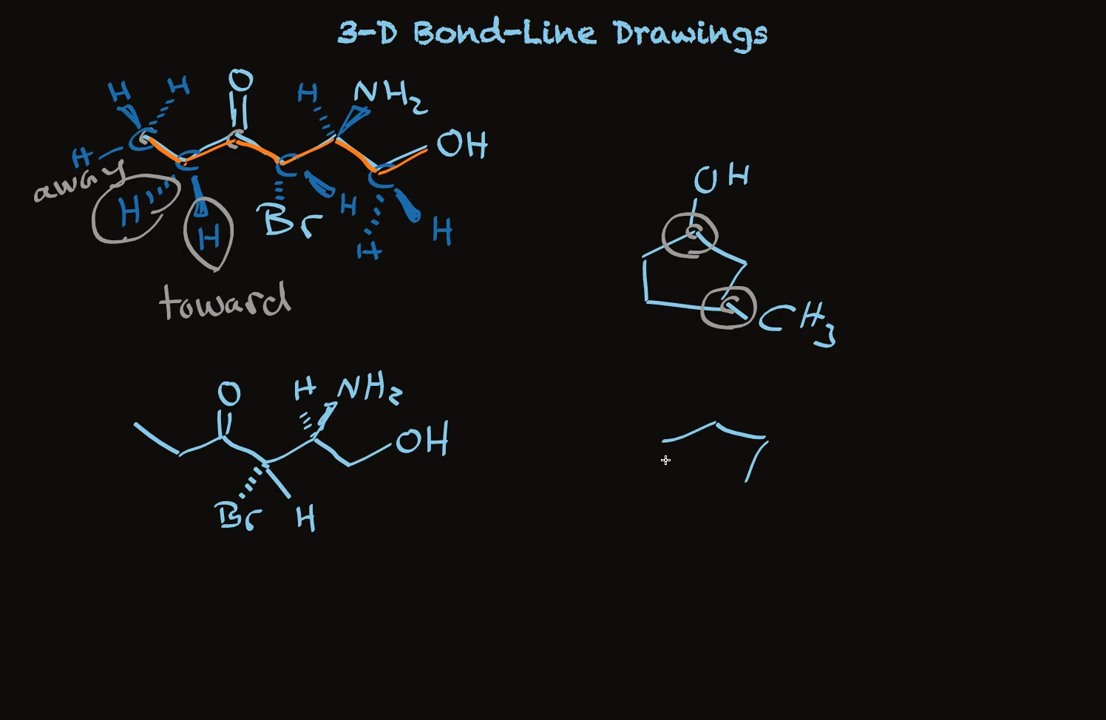 3-D Bond-Line Drawings
H H O H NH2
H C C C OH
away H C C H
H H Br H H
toward
OH
C
C CH3
O H NH2
OH
Br H